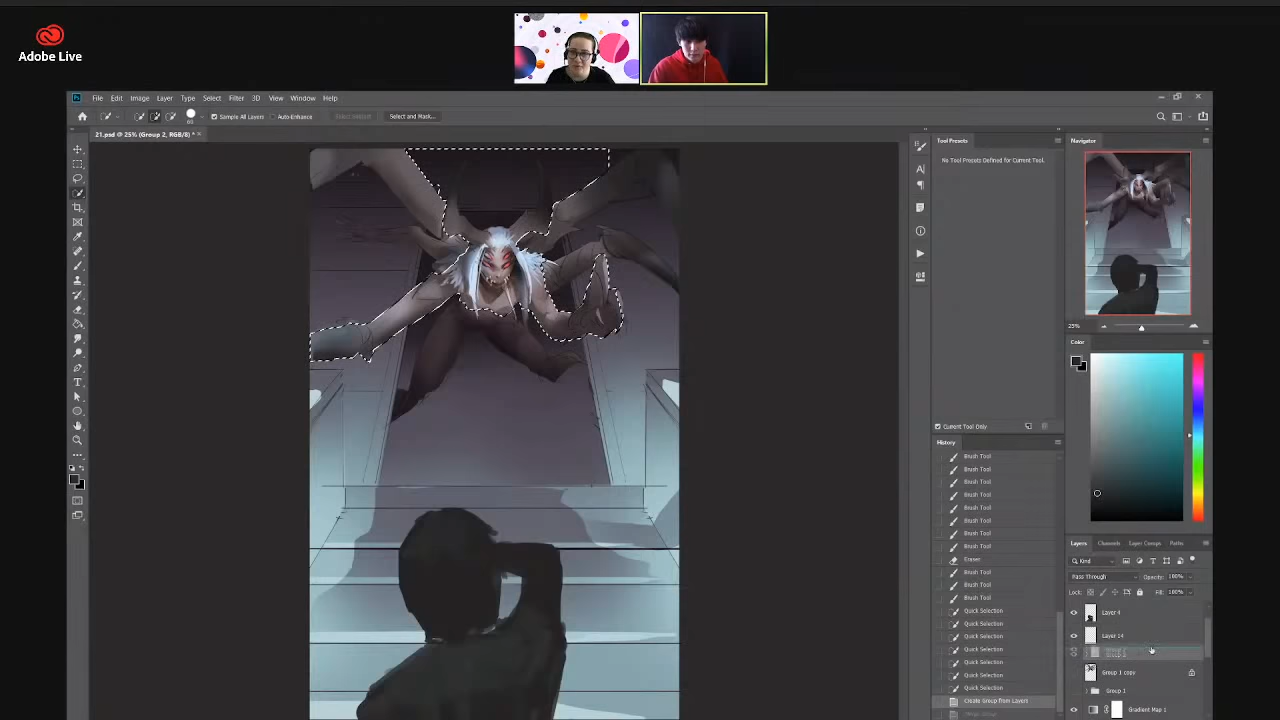 Adobe Live
Ps File Edit Image Layer Type Select Filter 3D View Window Help
60 Sample All Layers Auto-Enhance Select Subject Select and Mask...
21.psd @ 25% (Group 2, RGB/8) * ×
Tool Presets
No Tool Presets Defined for Current Tool.
Current Tool Only
Navigator
25%
Color
History
Brush Tool
Brush Tool
Brush Tool
Brush Tool
Brush Tool
Brush Tool
Brush Tool
Brush Tool
Eraser
Brush Tool
Brush Tool
Brush Tool
Quick Selection
Quick Selection
Quick Selection
Quick Selection
Quick Selection
Quick Selection
Quick Selection
Create Group from Layers
Layers Channels Layer Comps Paths
Kind
Pass Through Opacity: 100%
Lock: Fill: 100%
Layer 4
Layer 14
Group 1 copy
Group 1
Gradient Map 1